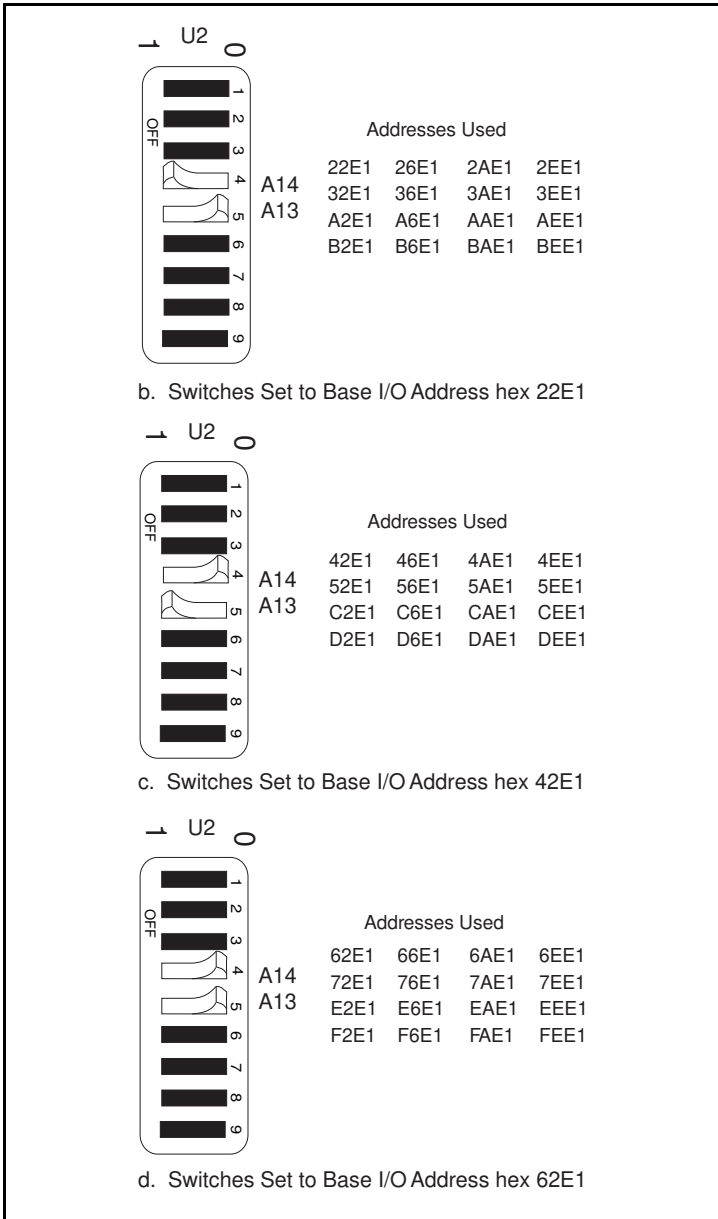 1 U2 0
OFF
1
2
3
4
5
6
7
8
9
A14
A13
Addresses Used
22E1 26E1 2AE1 2EE1
32E1 36E1 3AE1 3EE1
A2E1 A6E1 AAE1 AEE1
B2E1 B6E1 BAE1 BEE1
b. Switches Set to Base I/O Address hex 22E1
1 U2 0
OFF
1
2
3
4
5
6
7
8
9
A14
A13
Addresses Used
42E1 46E1 4AE1 4EE1
52E1 56E1 5AE1 5EE1
C2E1 C6E1 CAE1 CEE1
D2E1 D6E1 DAE1 DEE1
c. Switches Set to Base I/O Address hex 42E1
1 U2 0
OFF
1
2
3
4
5
6
7
8
9
A14
A13
Addresses Used
62E1 66E1 6AE1 6EE1
72E1 76E1 7AE1 7EE1
E2E1 E6E1 EAE1 EEE1
F2E1 F6E1 FAE1 FEE1
d. Switches Set to Base I/O Address hex 62E1